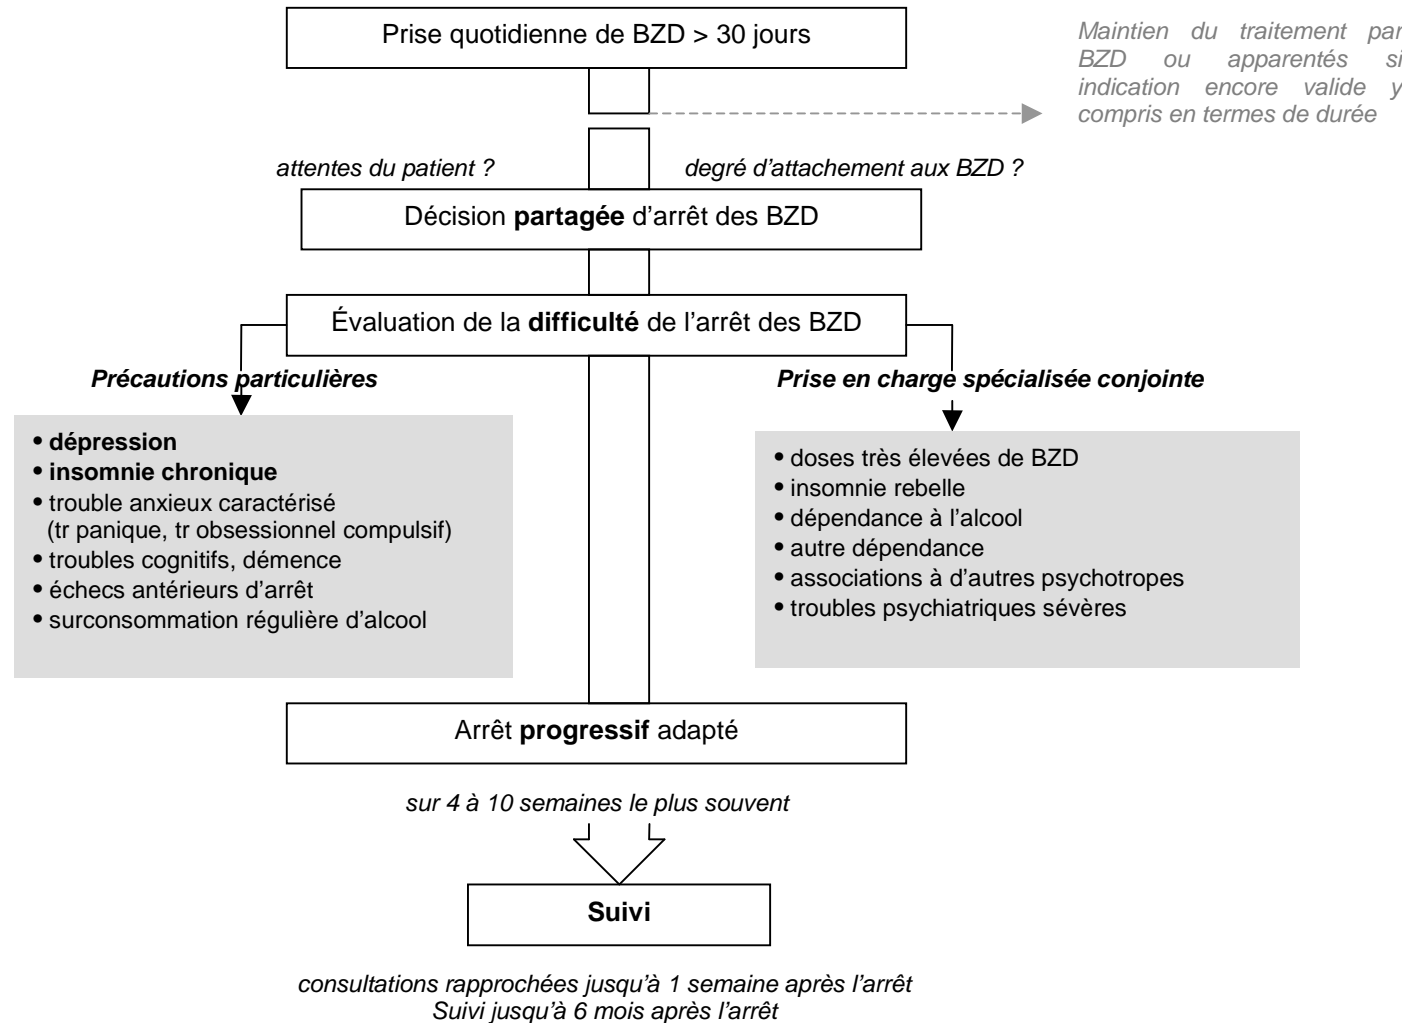 Prise quotidienne de BZD > 30 jours
Maintien du traitement par
BZD ou apparentés si
indication encore valide y
compris en termes de durée
attentes du patient ?
degré d'attachement aux BZD ?
Décision partagée d'arrêt des BZD
Évaluation de la difficulté de l'arrêt des BZD
Précautions particulières
• dépression
• insomnie chronique
• trouble anxieux caractérisé
(tr panique, tr obsessionnel compulsif)
• troubles cognitifs, démence
• échecs antérieurs d'arrêt
• surconsommation régulière d'alcool
Prise en charge spécialisée conjointe
• doses très élevées de BZD
• insomnie rebelle
• dépendance à l'alcool
• autre dépendance
• associations à d'autres psychotropes
• troubles psychiatriques sévères
Arrêt progressif adapté
sur 4 à 10 semaines le plus souvent
Suivi
consultations rapprochées jusqu'à 1 semaine après l'arrêt
Suivi jusqu'à 6 mois après l'arrêt